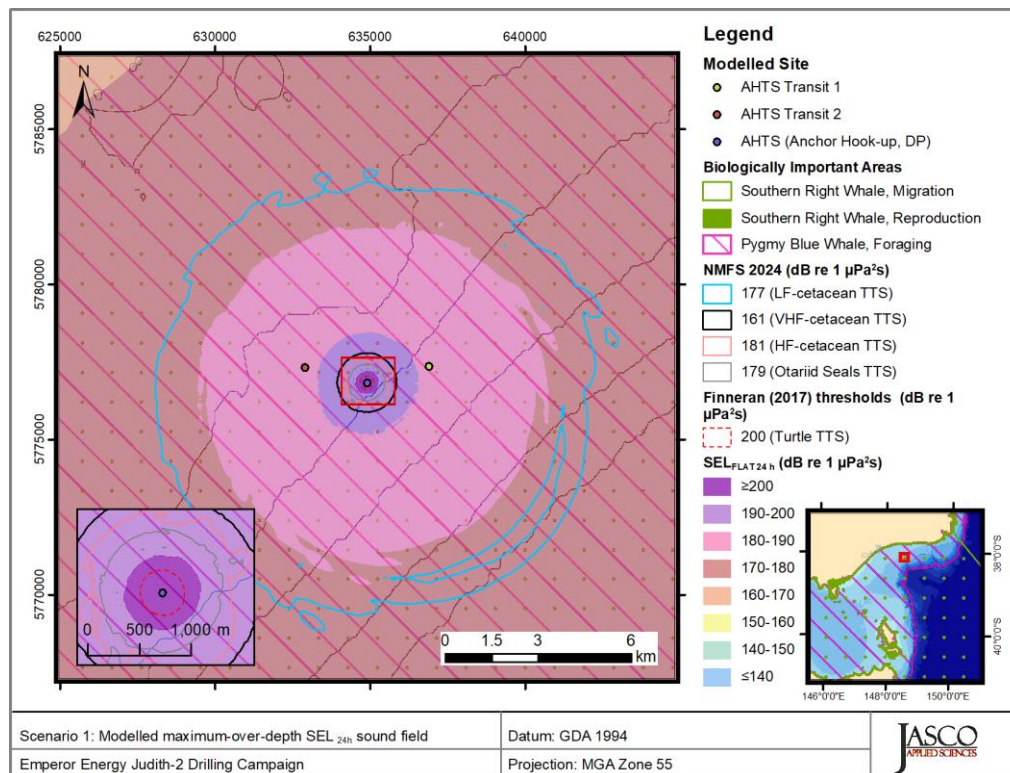 625000 630000 635000 640000
N
5785000
5780000
5775000
5770000
0 500 1,000 m
0 1.5 3 6
km
Legend
Modelled Site
AHTS Transit 1
AHTS Transit 2
AHTS (Anchor Hook-up, DP)
Biologically Important Areas
Southern Right Whale, Migration
Southern Right Whale, Reproduction
Pygmy Blue Whale, Foraging
NMFS 2024 (dB re 1 µPa²s)
177 (LF-cetacean TTS)
161 (VHF-cetacean TTS)
181 (HF-cetacean TTS)
179 (Otariid Seals TTS)
Finneran (2017) thresholds (dB re 1
µPa²s)
200 (Turtle TTS)
SEL FLAT 24 h (dB re 1 µPa²s)
≥200
190-200
180-190
170-180
160-170
150-160
140-150
≤140
38°0'0"S
40°0'0"S
146°0'0"E 148°0'0"E 150°0'0"E
Scenario 1: Modelled maximum-over-depth SEL 24h sound field
Datum: GDA 1994
Emperor Energy Judith-2 Drilling Campaign
Projection: MGA Zone 55
JASCO
APPLIED SCIENCES